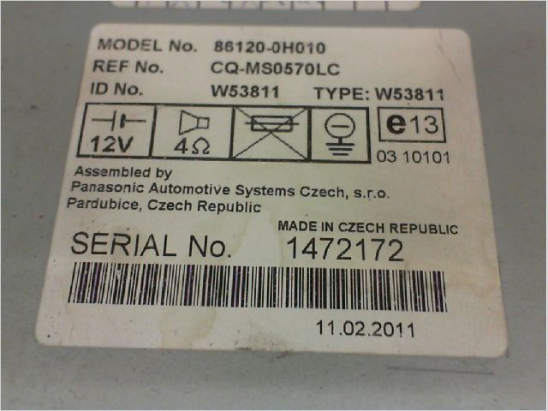 MODEL No. 86120-0H010
REF No. CQ-MS0570LC
ID No. W53811 TYPE: W53811
12V 4Ω e13
03 10101
Assembled by
Panasonic Automotive Systems Czech, s.r.o.
Pardubice, Czech Republic
MADE IN CZECH REPUBLIC
SERIAL No. 1472172
11.02.2011